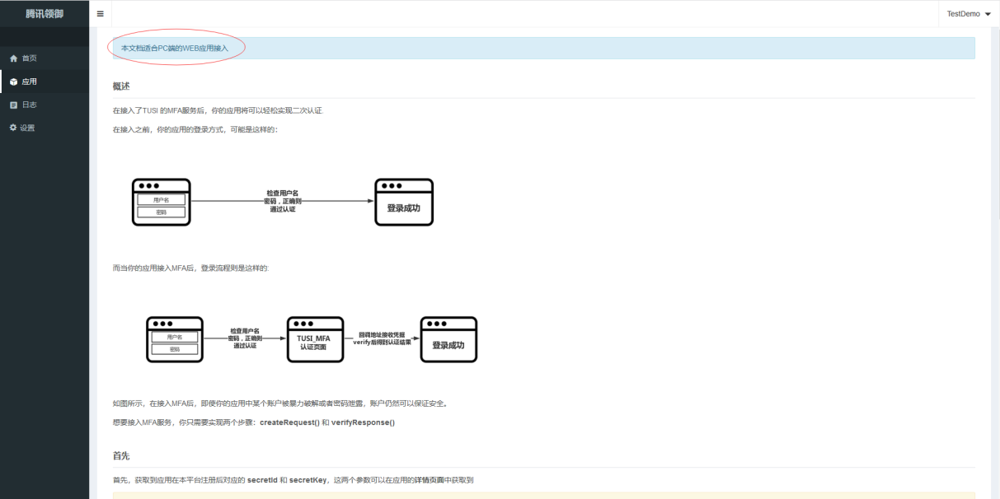 腾讯领御
TestDemo
首页
应用
日志
设置
本文档适合PC端的WEB应用接入
概述
在接入了TUSI 的MFA服务后，你的应用将可以轻松实现二次认证.
在接入之前，你的应用的登录方式，可能是这样的：
用户名
密码
检查用户名
密码，正确则
通过认证
登录成功
而当你的应用接入MFA后，登录流程则是这样的:
用户名
密码
检查用户名
密码，正确则
通过认证
TUSI_MFA
认证页面
回调地址接收凭据
verify后得到认证结果
登录成功
如图所示，在接入MFA后，即使你的应用中某个账户被暴力破解或者密码泄露，账户仍然可以保证安全。
想要接入MFA服务，你只需要实现两个步骤：createRequest() 和 verifyResponse()
首先
首先，获取到应用在本平台注册后对应的 secretId 和 secretKey，这两个参数可以在应用的详情页面中获取到